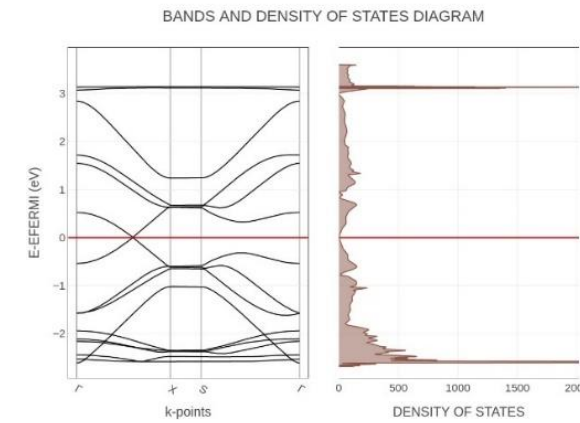 BANDS AND DENSITY OF STATES DIAGRAM
E-EFERMI (eV)
3
2
1
0
−1
−2
Γ X S Γ
k-points
0 500 1000 1500 200
DENSITY OF STATES